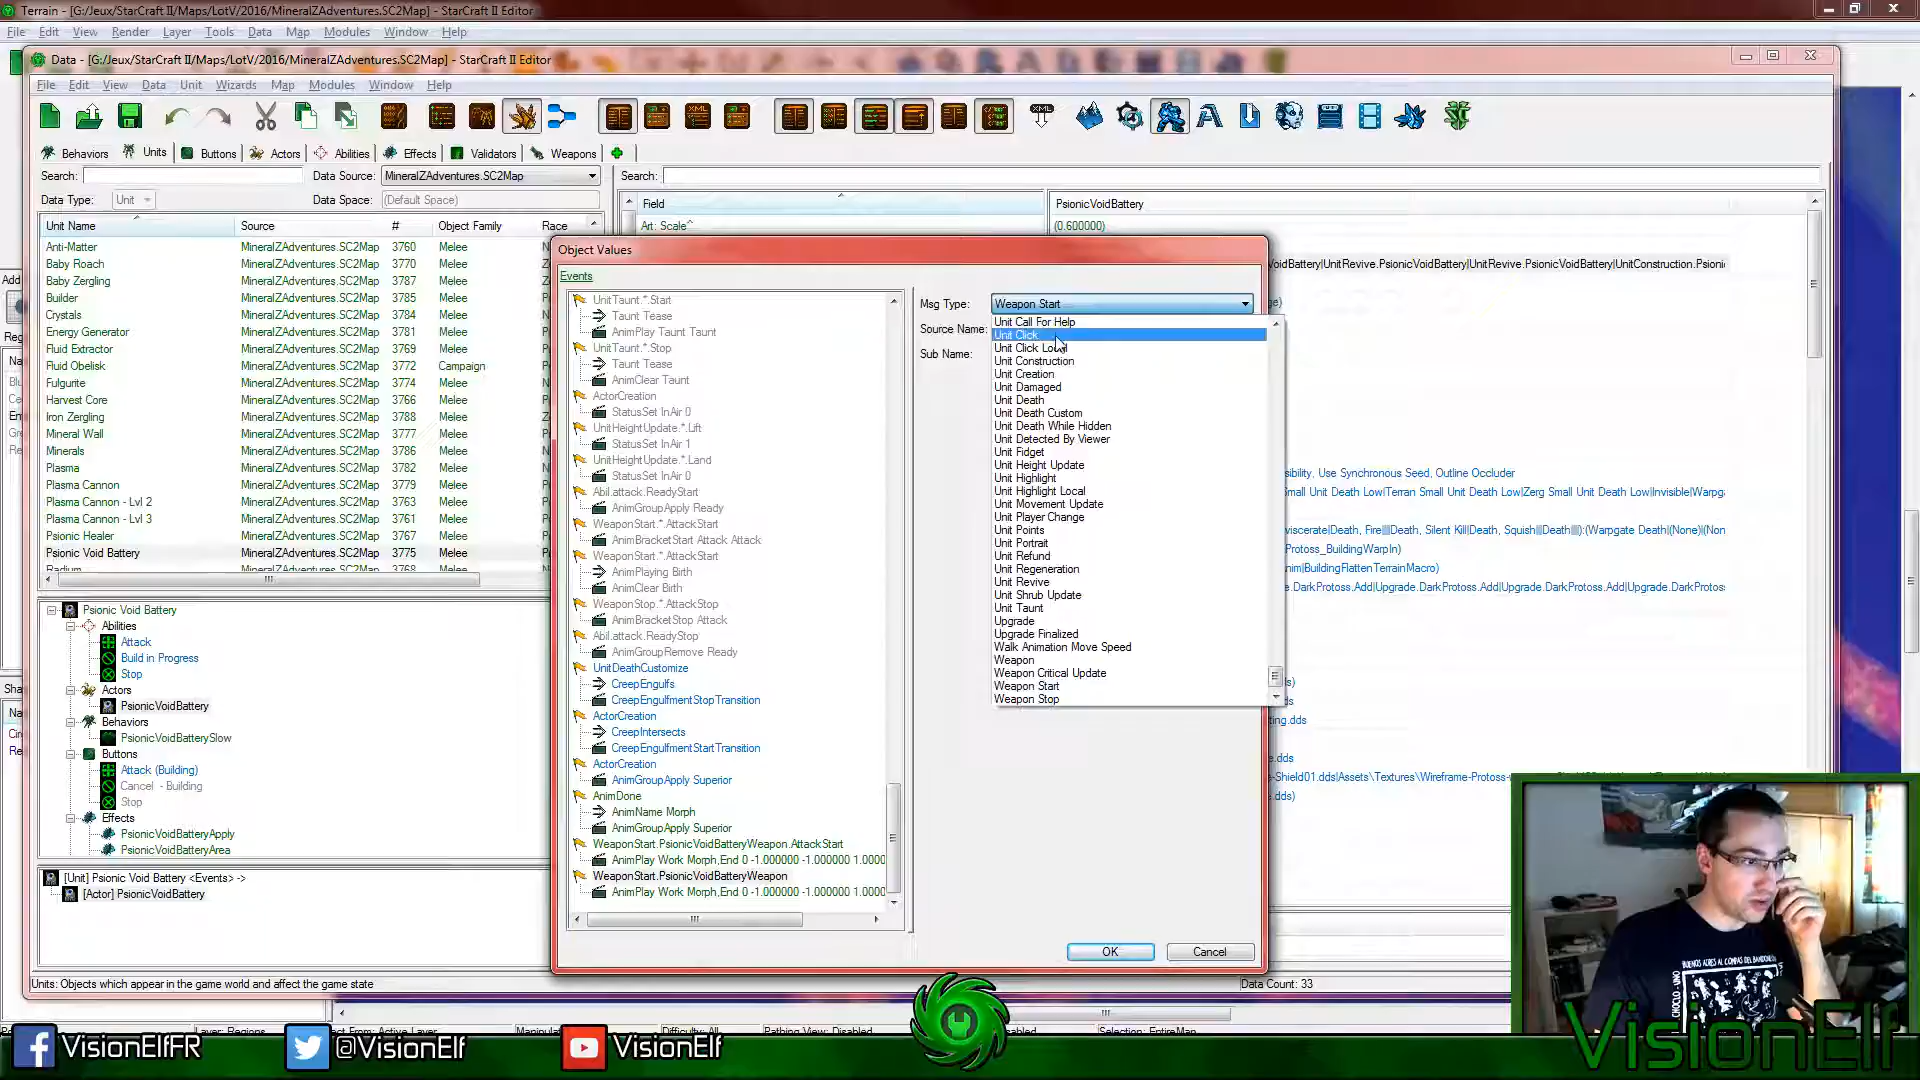 Terrain - [G:/Jeux/StarCraft II/Maps/LotV/2016/MineralZAdventures.SC2Map] - StarCraft II Editor
File Edit View Render Layer Tools Data Map Modules Window Help
Data - [G:/Jeux/StarCraft II/Maps/LotV/2016/MineralZAdventures.SC2Map] - StarCraft II Editor
File Edit View Data Unit Wizards Map Modules Window Help
XML
Behaviors Units Buttons Actors Abilities Effects Validators Weapons
Search: Data Source: MineralZAdventures.SC2Map Search:
Data Type: Unit Data Space: (Default Space)
Field PsionicVoidBattery
Unit Name Source # Object Family Race
Art: Scale^ (0.600000)
Anti-Matter MineralZAdventures.SC2Map 3760 Melee
Baby Roach MineralZAdventures.SC2Map 3770 Melee
Baby Zergling MineralZAdventures.SC2Map 3787 Melee
Builder MineralZAdventures.SC2Map 3785 Melee
Crystals MineralZAdventures.SC2Map 3784 Melee
Energy Generator MineralZAdventures.SC2Map 3781 Melee
Fluid Extractor MineralZAdventures.SC2Map 3769 Melee
Fluid Obelisk MineralZAdventures.SC2Map 3772 Campaign
Fulgurite MineralZAdventures.SC2Map 3774 Melee
Harvest Core MineralZAdventures.SC2Map 3766 Melee
Iron Zergling MineralZAdventures.SC2Map 3788 Melee
Mineral Wall MineralZAdventures.SC2Map 3777 Melee
Minerals MineralZAdventures.SC2Map 3786 Melee
Plasma MineralZAdventures.SC2Map 3782 Melee
Plasma Cannon MineralZAdventures.SC2Map 3779 Melee
Plasma Cannon - Lvl 2 MineralZAdventures.SC2Map 3763 Melee
Plasma Cannon - Lvl 3 MineralZAdventures.SC2Map 3761 Melee
Psionic Healer MineralZAdventures.SC2Map 3767 Melee
Psionic Void Battery MineralZAdventures.SC2Map 3775 Melee
Radium MineralZAdventures.SC2Map 3768 Melee
Psionic Void Battery
Abilities
Attack
Build in Progress
Stop
Actors
PsionicVoidBattery
Behaviors
PsionicVoidBatterySlow
Buttons
Attack (Building)
Cancel - Building
Stop
Effects
PsionicVoidBatteryApply
PsionicVoidBatteryArea
[Unit] Psionic Void Battery <Events> ->
[Actor] PsionicVoidBattery
Units: Objects which appear in the game world and affect the game state
Object Values
Events
UnitTaunt.*.Start
Taunt Tease
AnimPlay Taunt Taunt
UnitTaunt.*.Stop
Taunt Tease
AnimClear Taunt
ActorCreation
StatusSet InAir 0
UnitHeightUpdate.*.Lift
StatusSet InAir 1
UnitHeightUpdate.*.Land
StatusSet InAir 0
Abil.attack.ReadyStart
AnimGroupApply Ready
WeaponStart.*.AttackStart
AnimBracketStart Attack Attack
WeaponStart.*.AttackStart
AnimPlaying Birth
AnimClear Birth
WeaponStop.*.AttackStop
AnimBracketStop Attack
Abil.attack.ReadyStop
AnimGroupRemove Ready
UnitDeathCustomize
CreepEngulfs
CreepEngulfmentStopTransition
ActorCreation
CreepIntersects
CreepEngulfmentStartTransition
ActorCreation
AnimGroupApply Superior
AnimDone
AnimName Morph
AnimGroupApply Superior
WeaponStart.PsionicVoidBatteryWeapon.AttackStart
AnimPlay Work Morph,End 0 -1.000000 -1.000000 1.0000
WeaponStart.PsionicVoidBatteryWeapon
AnimPlay Work Morph,End 0 -1.000000 -1.000000 1.0000
Msg Type: Weapon Start
Source Name:
Sub Name:
Unit Call For Help
Unit Click
Unit Click Local
Unit Construction
Unit Creation
Unit Damaged
Unit Death
Unit Death Custom
Unit Death While Hidden
Unit Detected By Viewer
Unit Fidget
Unit Height Update
Unit Highlight
Unit Highlight Local
Unit Movement Update
Unit Player Change
Unit Points
Unit Portrait
Unit Refund
Unit Regeneration
Unit Revive
Unit Shrub Update
Unit Taunt
Upgrade
Upgrade Finalized
Walk Animation Move Speed
Weapon
Weapon Critical Update
Weapon Start
Weapon Stop
OK Cancel
Data Count: 33
VisionElfFR @VisionElf VisionElf
VisionElf